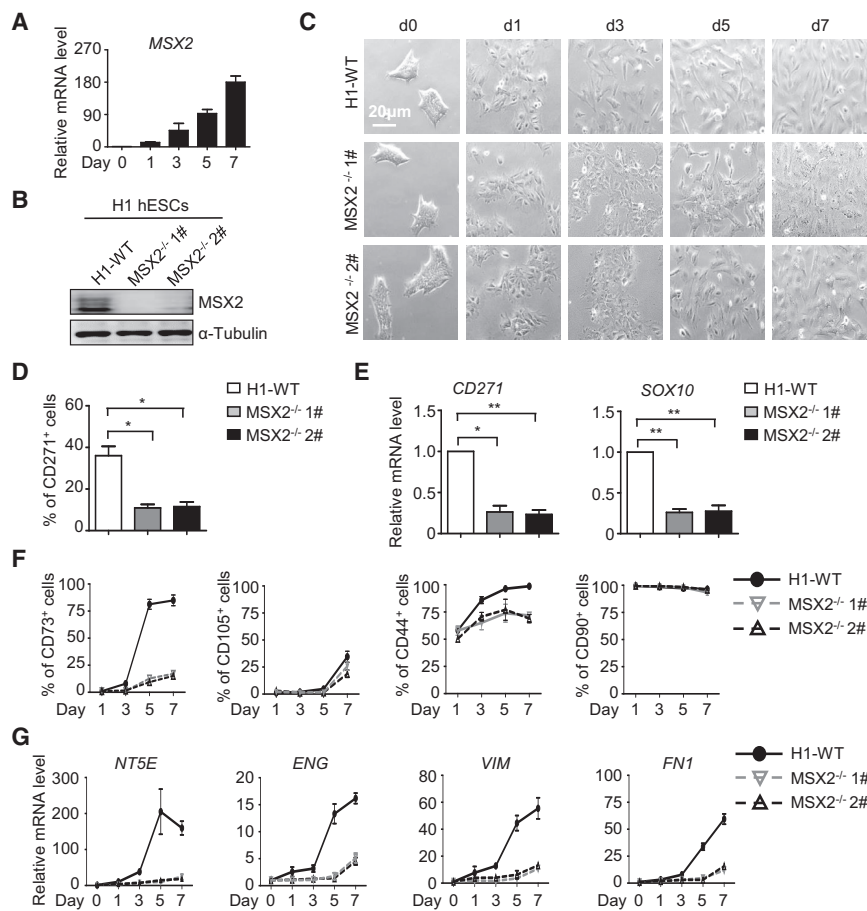 A
MSX2
Relative mRNA level
270
180
90
0
Day 0 1 3 5 7
B
H1 hESCs
H1-WT
MSX2⁻/⁻ 1#
MSX2⁻/⁻ 2#
MSX2
α-Tubulin
C
d0 d1 d3 d5 d7
H1-WT
20μm
MSX2⁻/⁻ 1#
MSX2⁻/⁻ 2#
D
% of CD271⁺ cells
60
40
20
0
*
*
H1-WT
MSX2⁻/⁻ 1#
MSX2⁻/⁻ 2#
E
Relative mRNA level
CD271
1.5
1.0
0.5
0
**
*
SOX10
1.5
1.0
0.5
0
**
**
H1-WT
MSX2⁻/⁻ 1#
MSX2⁻/⁻ 2#
F
% of CD73⁺ cells
100
75
50
25
0
Day 1 3 5 7
% of CD105⁺ cells
100
75
50
25
0
Day 1 3 5 7
% of CD44⁺ cells
100
75
50
25
0
Day 1 3 5 7
% of CD90⁺ cells
100
75
50
25
0
Day 1 3 5 7
H1-WT
MSX2⁻/⁻ 1#
MSX2⁻/⁻ 2#
G
Relative mRNA level
NT5E
300
200
100
0
Day 0 1 3 5 7
ENG
20
15
10
5
0
Day 0 1 3 5 7
VIM
80
60
40
20
0
Day 0 1 3 5 7
FN1
100
75
50
25
0
Day 0 1 3 5 7
H1-WT
MSX2⁻/⁻ 1#
MSX2⁻/⁻ 2#